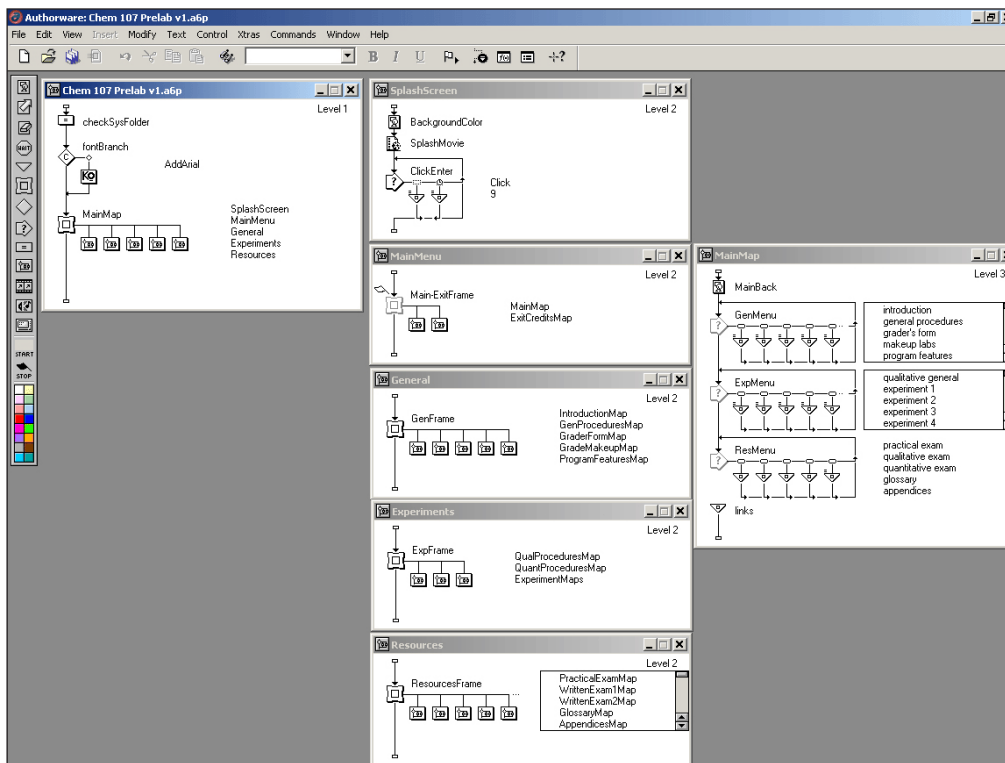 Authorware: Chem 107 Prelab v1.a6p
File Edit View Insert Modify Text Control Xtras Commands Window Help
B I U
Chem 107 Prelab v1.a6p
Level 1
checkSysFolder
fontBranch
C
AddArial
KO
MainMap
SplashScreen
MainMenu
General
Experiments
Resources
SplashScreen
Level 2
BackgroundColor
SplashMovie
ClickEnter
?
Click
9
MainMenu
Level 2
Main-ExitFrame
MainMap
ExitCreditsMap
General
Level 2
GenFrame
IntroductionMap
GenProceduresMap
GraderFormMap
GradeMakeupMap
ProgramFeaturesMap
Experiments
Level 2
ExpFrame
QualProceduresMap
QuantProceduresMap
ExperimentMaps
Resources
Level 2
ResourcesFrame
...
PracticalExamMap
WrittenExam1Map
WrittenExam2Map
GlossaryMap
AppendicesMap
MainMap
Level 3
MainBack
GenMenu
?
introduction
general procedures
grader's form
makeup labs
program features
ExpMenu
?
qualitative general
experiment 1
experiment 2
experiment 3
experiment 4
ResMenu
?
practical exam
qualitative exam
quantitative exam
glossary
appendices
links
WAIT
START
STOP